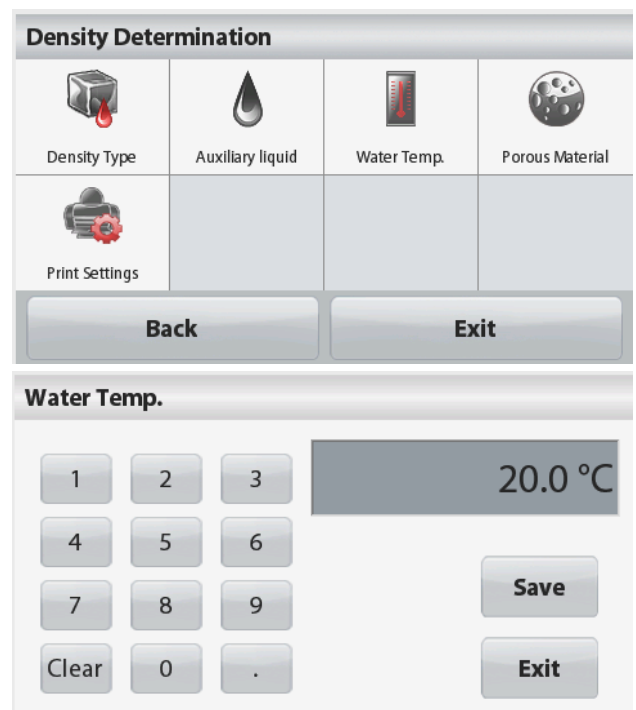 Density Determination
Density Type Auxiliary liquid Water Temp. Porous Material
Print Settings
Back Exit
Water Temp.
1 2 3 20.0 °C
4 5 6
7 8 9 Save
Clear 0 . Exit